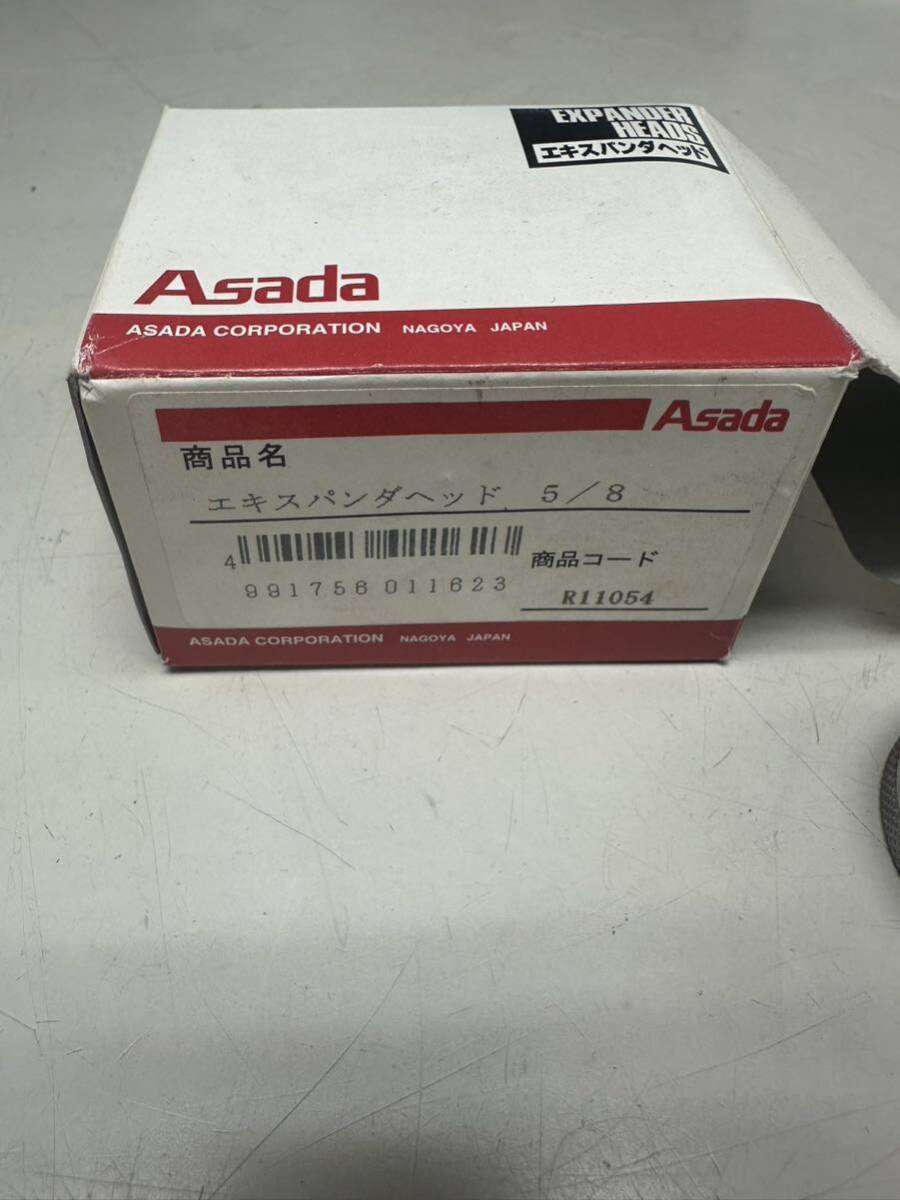 EXPANDER
HEADS
エキスパンダヘッド
Asada
ASADA CORPORATION NAGOYA JAPAN
Asada
商品名
エキスパンダヘッド 5/8
4 991756 011623
商品コード
R11054
ASADA CORPORATION NAGOYA JAPAN